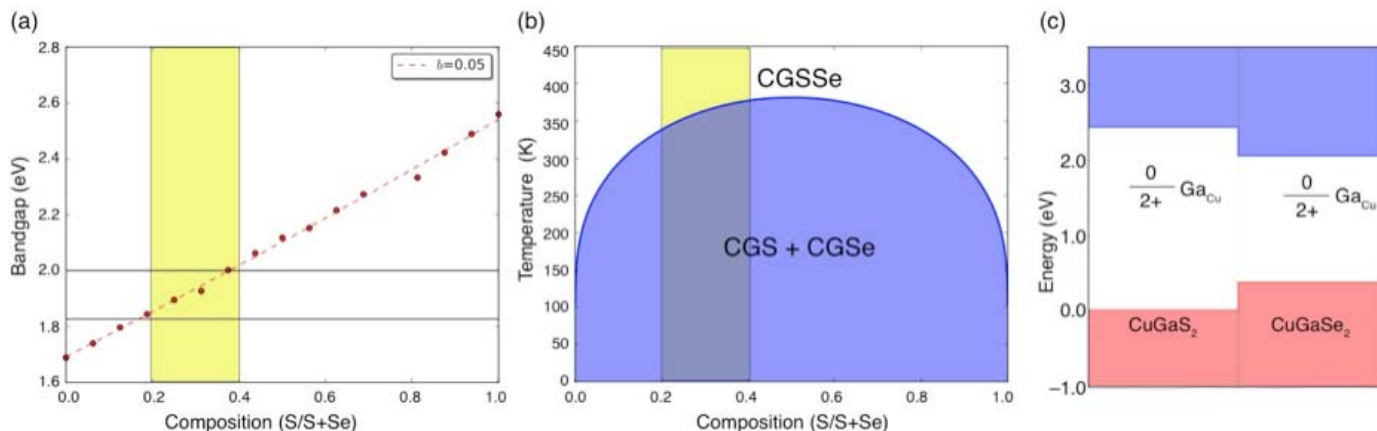 (a)
2.8
2.6
2.4
2.2
2.0
1.8
1.6
Bandgap (eV)
b=0.05
0.0 0.2 0.4 0.6 0.8 1.0
Composition (S/S+Se)
(b)
450
400
350
300
250
200
150
100
50
0
Temperature (K)
CGSSe
CGS + CGSe
0.0 0.2 0.4 0.6 0.8 1.0
Composition (S/S+Se)
(c)
3.0
2.0
1.0
0.0
–1.0
Energy (eV)
0
2+ Ga_Cu
0
2+ Ga_Cu
CuGaS₂
CuGaSe₂